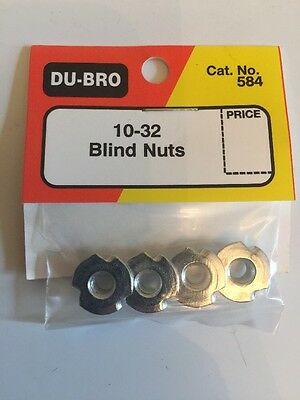 DU-BRO
Cat. No.
584
10-32
Blind Nuts
PRICE